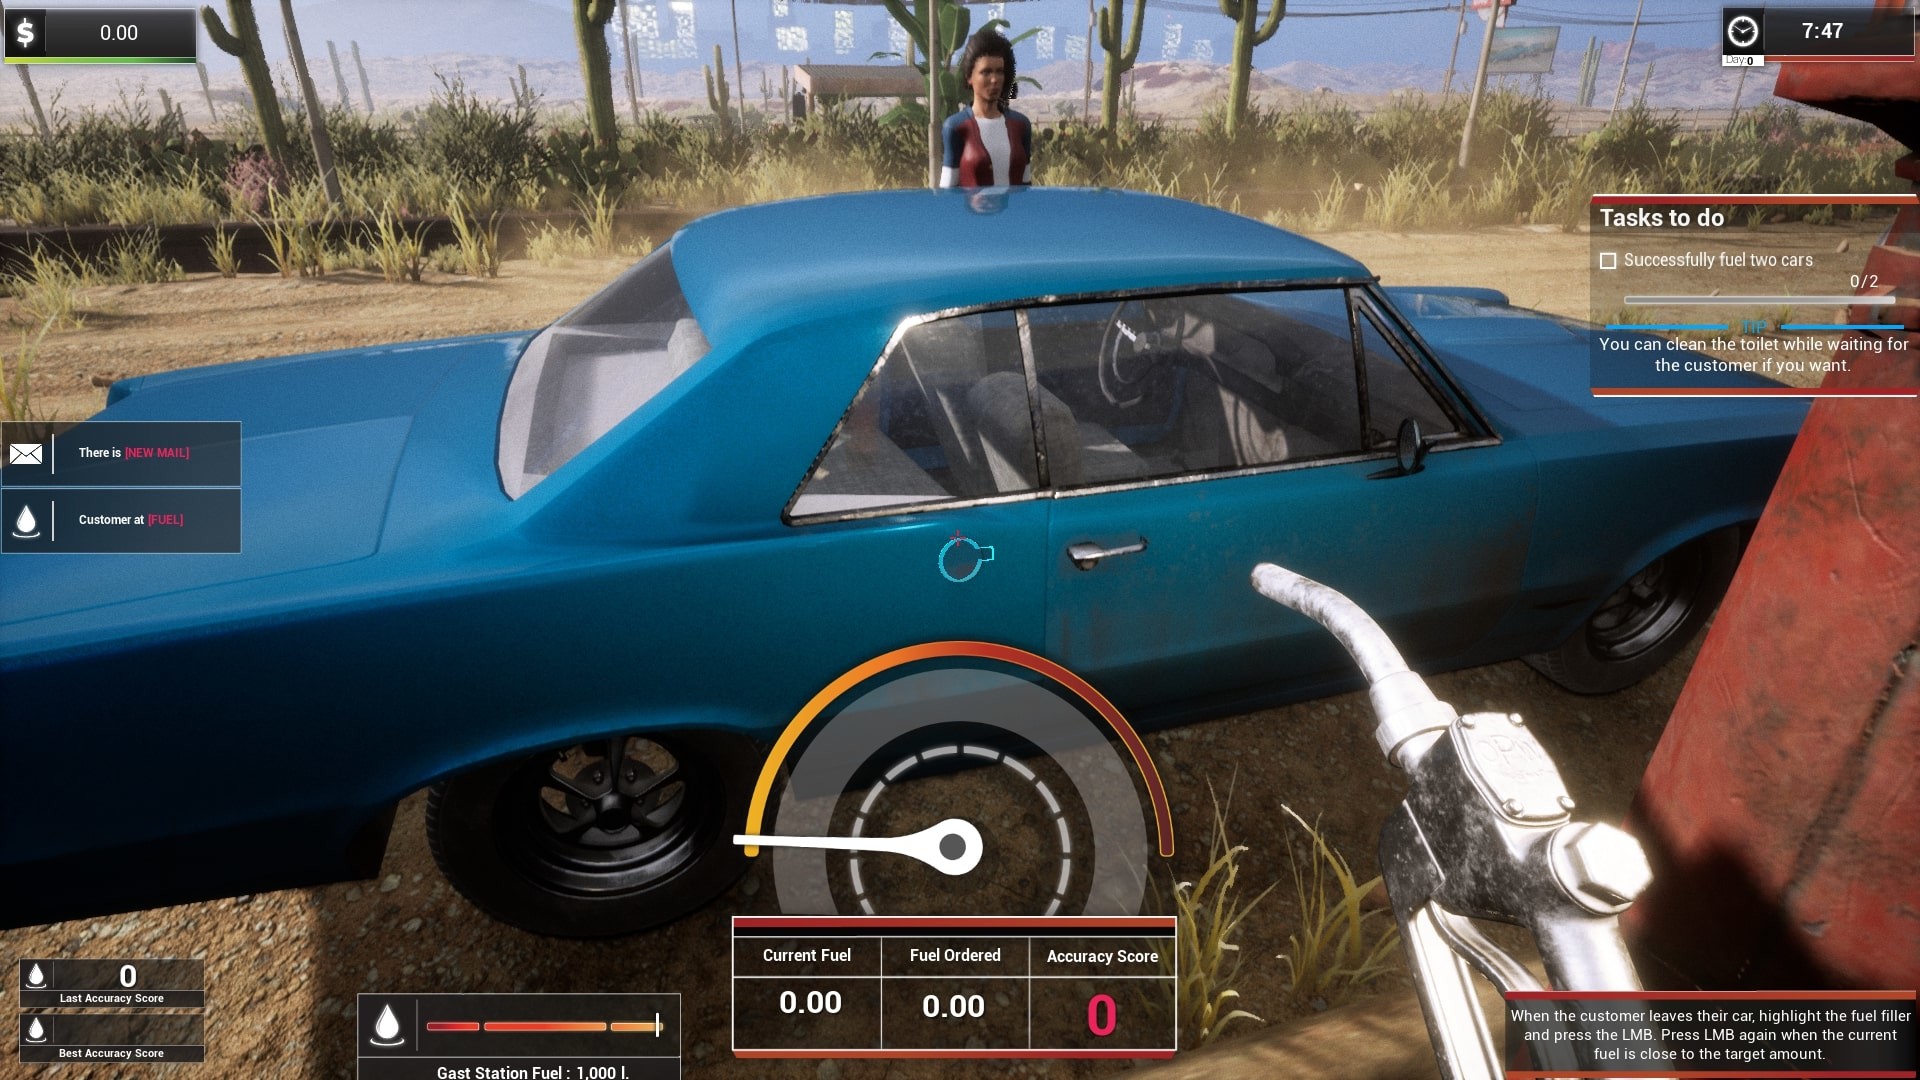 $ 0.00
7:47
Day:0
Tasks to do
Successfully fuel two cars
0/2
TIP
You can clean the toilet while waiting for
the customer if you want.
There is [NEW MAIL]
Customer at [FUEL]
Current Fuel Fuel Ordered Accuracy Score
0.00 0.00 0
0
Last Accuracy Score
Best Accuracy Score
Gast Station Fuel : 1,000 l.
When the customer leaves their car, highlight the fuel filler
and press the LMB. Press LMB again when the current
fuel is close to the target amount.